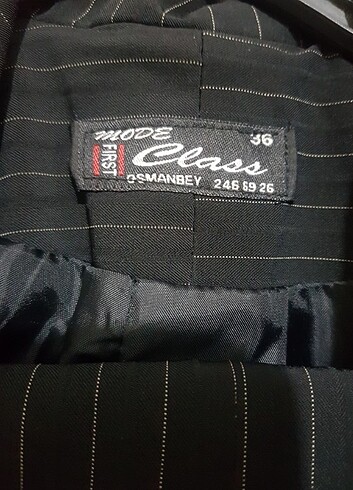 MODE 36
FIRST Class
OSMANBEY 246 69 26